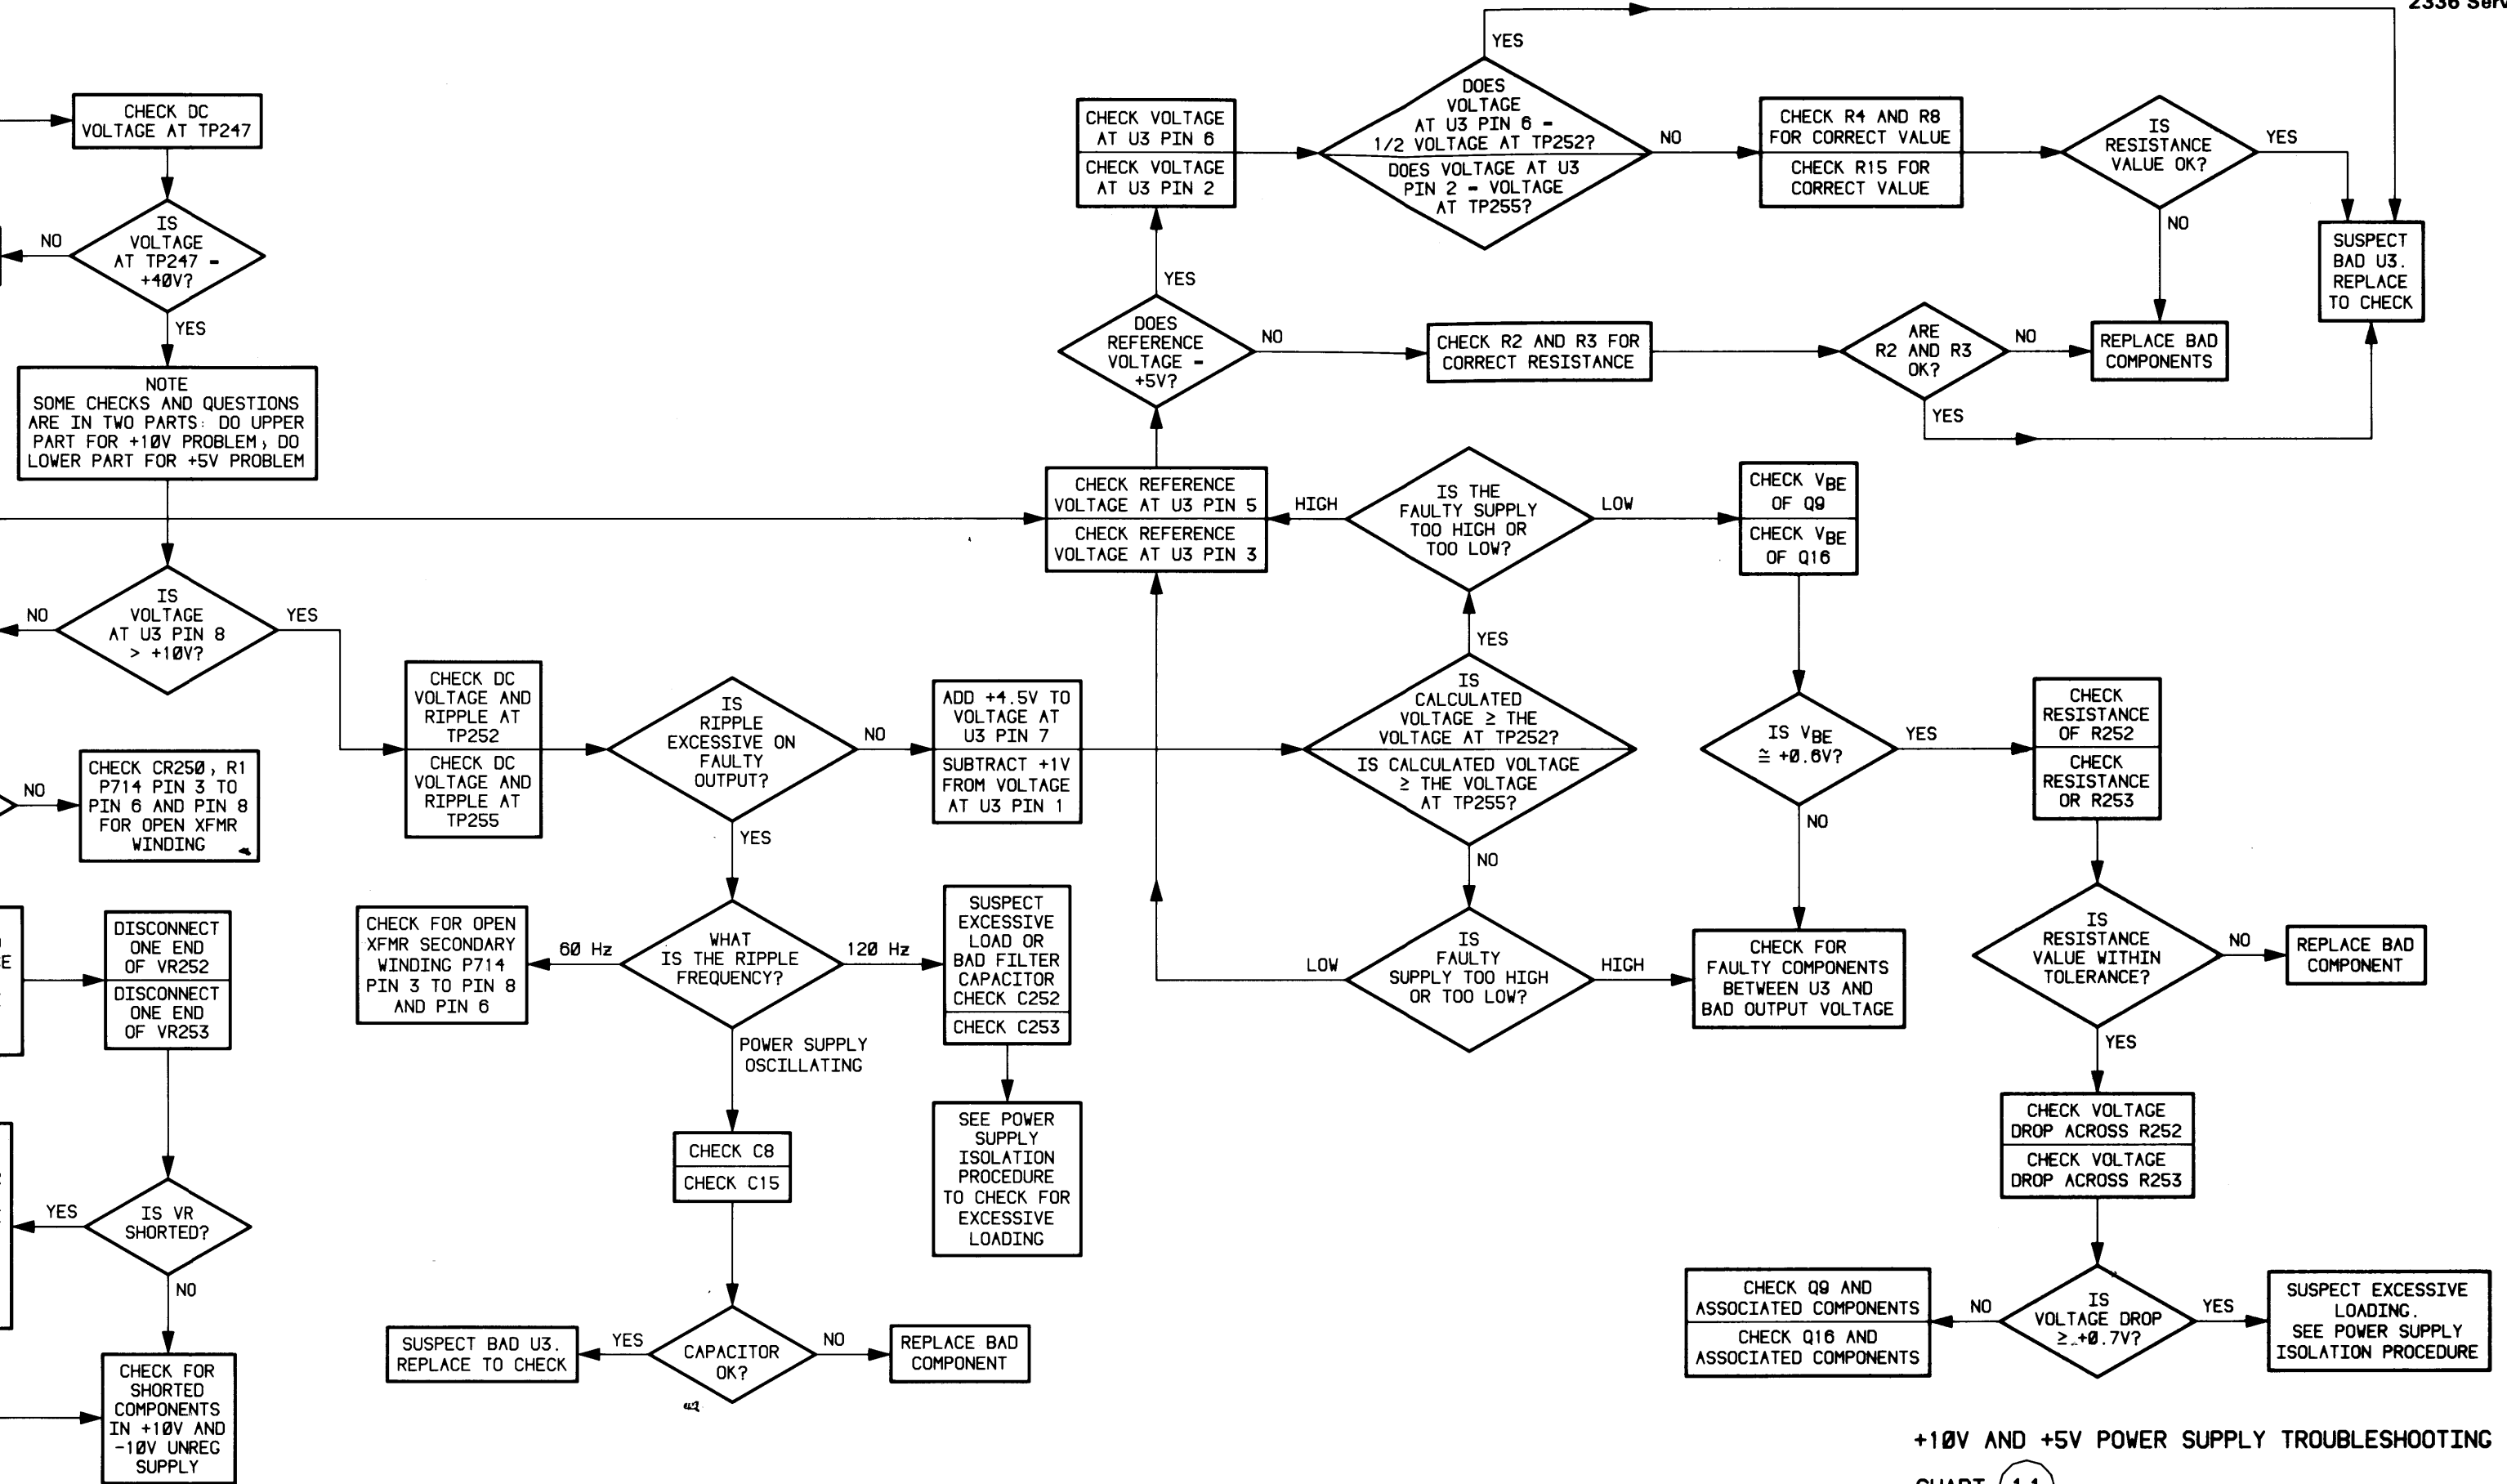 2336 Serv
CHECK DC
VOLTAGE AT TP247
IS
VOLTAGE
AT TP247 =
+40V?
NO
YES
NOTE
SOME CHECKS AND QUESTIONS
ARE IN TWO PARTS: DO UPPER
PART FOR +10V PROBLEM, DO
LOWER PART FOR +5V PROBLEM
IS
VOLTAGE
AT U3 PIN 8
> +10V?
NO
YES
NO
CHECK CR250, R1
P714 PIN 3 TO
PIN 6 AND PIN 8
FOR OPEN XFMR
WINDING
DISCONNECT
ONE END
OF VR252
DISCONNECT
ONE END
OF VR253
IS VR
SHORTED?
YES
NO
CHECK FOR
SHORTED
COMPONENTS
IN +10V AND
-10V UNREG
SUPPLY
CHECK DC
VOLTAGE AND
RIPPLE AT
TP252
CHECK DC
VOLTAGE AND
RIPPLE AT
TP255
IS
RIPPLE
EXCESSIVE ON
FAULTY
OUTPUT?
NO
YES
WHAT
IS THE RIPPLE
FREQUENCY?
60 Hz
120 Hz
CHECK FOR OPEN
XFMR SECONDARY
WINDING P714
PIN 3 TO PIN 8
AND PIN 6
SUSPECT
EXCESSIVE
LOAD OR
BAD FILTER
CAPACITOR
CHECK C252
CHECK C253
SEE POWER
SUPPLY
ISOLATION
PROCEDURE
TO CHECK FOR
EXCESSIVE
LOADING
POWER SUPPLY
OSCILLATING
CHECK C8
CHECK C15
CAPACITOR
OK?
YES
NO
SUSPECT BAD U3.
REPLACE TO CHECK
REPLACE BAD
COMPONENT
ADD +4.5V TO
VOLTAGE AT
U3 PIN 7
SUBTRACT +1V
FROM VOLTAGE
AT U3 PIN 1
IS
CALCULATED
VOLTAGE ≥ THE
VOLTAGE AT TP252?
IS CALCULATED VOLTAGE
≥ THE VOLTAGE
AT TP255?
YES
NO
IS THE
FAULTY SUPPLY
TOO HIGH OR
TOO LOW?
HIGH
LOW
IS
FAULTY
SUPPLY TOO HIGH
OR TOO LOW?
LOW
HIGH
CHECK REFERENCE
VOLTAGE AT U3 PIN 5
CHECK REFERENCE
VOLTAGE AT U3 PIN 3
DOES
REFERENCE
VOLTAGE =
+5V?
YES
NO
CHECK VOLTAGE
AT U3 PIN 6
CHECK VOLTAGE
AT U3 PIN 2
DOES
VOLTAGE
AT U3 PIN 6 =
1/2 VOLTAGE AT TP252?
DOES VOLTAGE AT U3
PIN 2 = VOLTAGE
AT TP255?
YES
NO
CHECK R4 AND R8
FOR CORRECT VALUE
CHECK R15 FOR
CORRECT VALUE
IS
RESISTANCE
VALUE OK?
YES
NO
SUSPECT
BAD U3.
REPLACE
TO CHECK
CHECK R2 AND R3 FOR
CORRECT RESISTANCE
ARE
R2 AND R3
OK?
NO
YES
REPLACE BAD
COMPONENTS
CHECK VBE
OF Q9
CHECK VBE
OF Q16
IS VBE
≅ +0.6V?
YES
NO
CHECK FOR
FAULTY COMPONENTS
BETWEEN U3 AND
BAD OUTPUT VOLTAGE
CHECK
RESISTANCE
OF R252
CHECK
RESISTANCE
OR R253
IS
RESISTANCE
VALUE WITHIN
TOLERANCE?
NO
YES
REPLACE BAD
COMPONENT
CHECK VOLTAGE
DROP ACROSS R252
CHECK VOLTAGE
DROP ACROSS R253
IS
VOLTAGE DROP
≥ +0.7V?
NO
YES
CHECK Q9 AND
ASSOCIATED COMPONENTS
CHECK Q16 AND
ASSOCIATED COMPONENTS
SUSPECT EXCESSIVE
LOADING.
SEE POWER SUPPLY
ISOLATION PROCEDURE
+10V AND +5V POWER SUPPLY TROUBLESHOOTING